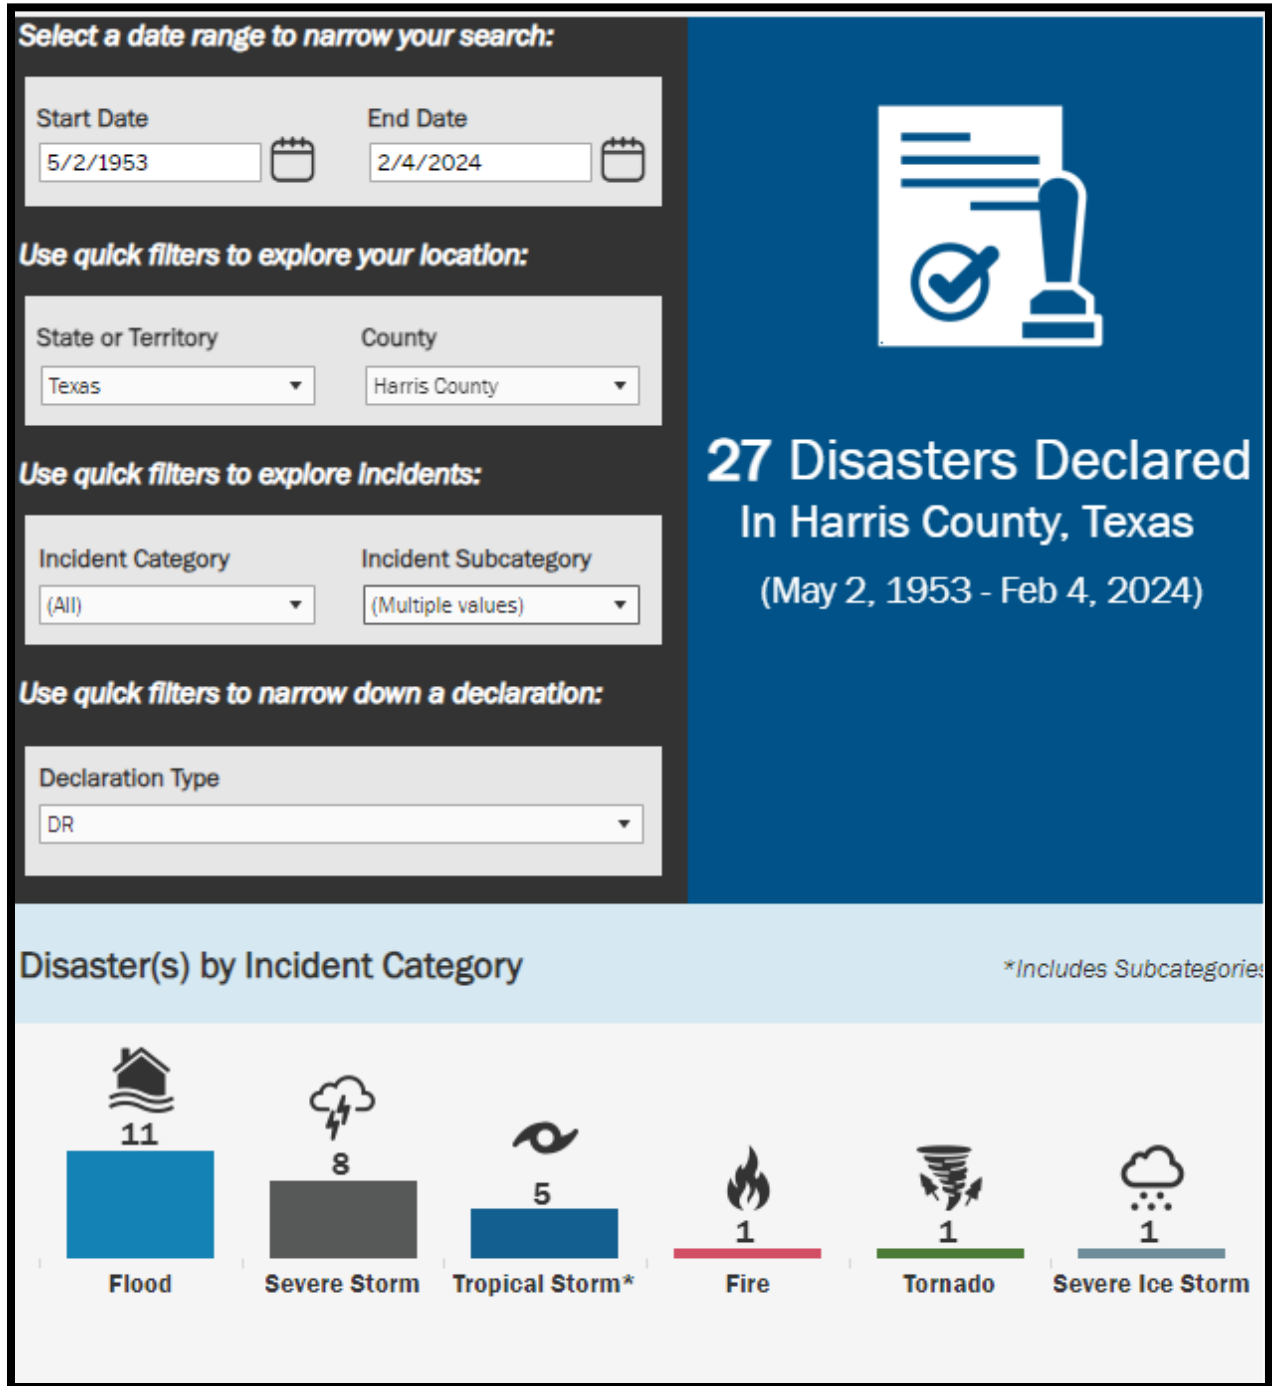 Select a date range to narrow your search:
Start Date
End Date
5/2/1953
2/4/2024
Use quick filters to explore your location:
State or Territory
County
Texas
Harris County
Use quick filters to explore Incidents:
Incident Category
Incident Subcategory
(All)
(Multiple values)
Use quick filters to narrow down a declaration:
Declaration Type
DR
27 Disasters Declared
In Harris County, Texas
(May 2, 1953 - Feb 4, 2024)
Disaster(s) by Incident Category
*Includes Subcategories
11
8
5
1
1
1
Flood
Severe Storm
Tropical Storm*
Fire
Tornado
Severe Ice Storm